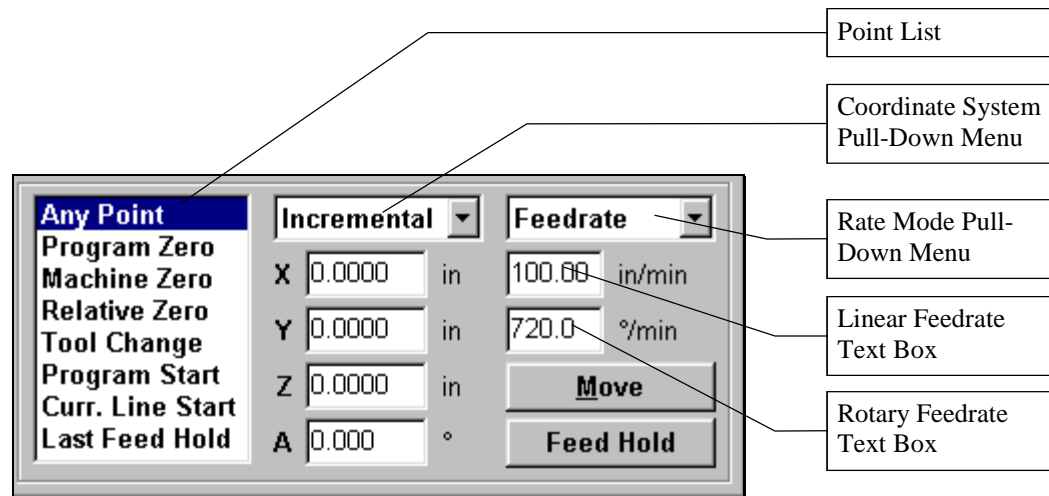 Point List
Coordinate System
Pull-Down Menu
Rate Mode Pull-
Down Menu
Linear Feedrate
Text Box
Rotary Feedrate
Text Box
Any Point
Program Zero
Machine Zero
Relative Zero
Tool Change
Program Start
Curr. Line Start
Last Feed Hold
Incremental
X 0.0000 in
Y 0.0000 in
Z 0.0000 in
A 0.000 °
Feedrate
100.00 in/min
720.0 °/min
Move
Feed Hold